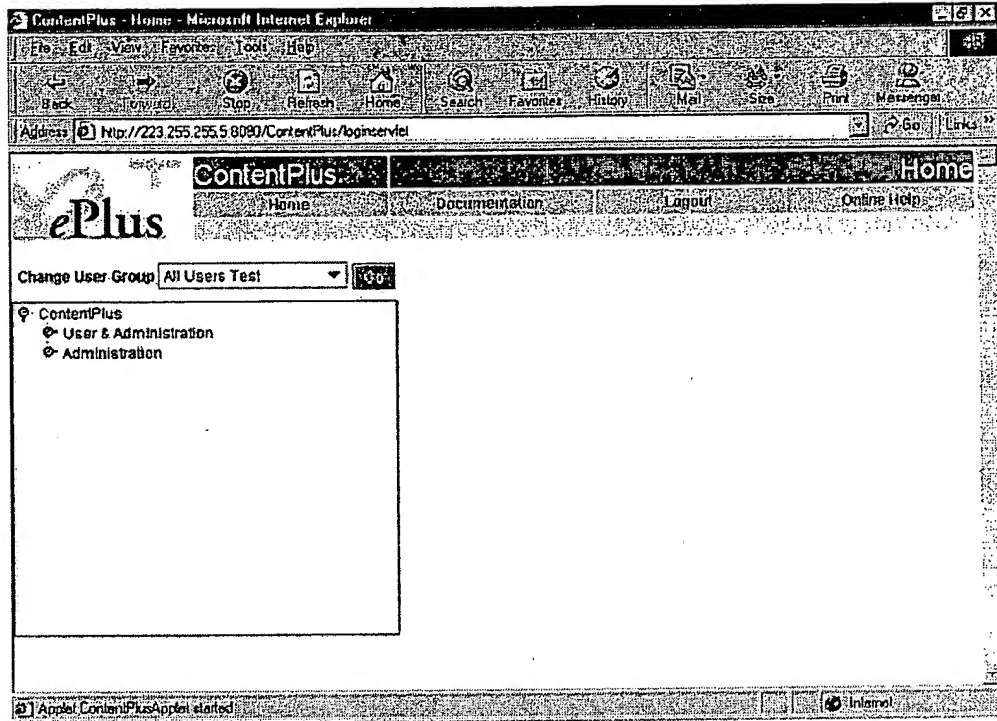 ContentPlus - Home - Microsoft Internet Explorer
File Edit View Favorites Tools Help
Back Forward Stop Refresh Home Search Favorites History Mail Size Print Messenger
Address http://223.255.255.5:8080/ContentPlus/loginservlet Go Links »
ePlus
ContentPlus Home
Home Documentation Logout Online Help
Change User Group All Users Test Go
ContentPlus
User & Administration
Administration
Applet ContentPlusApplet started Internet